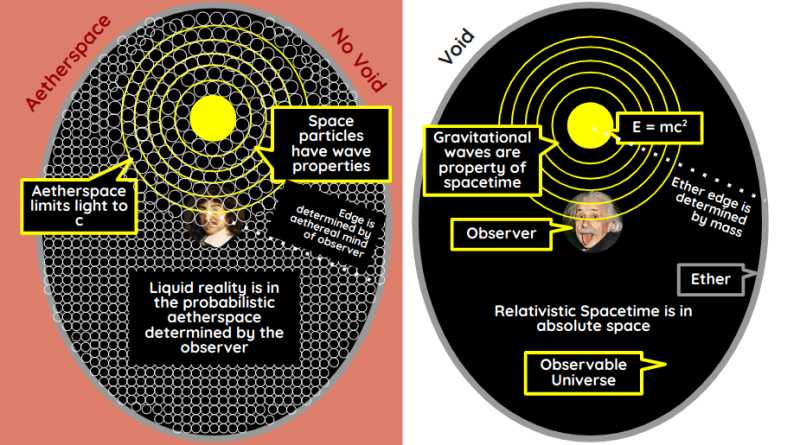 Aetherspace
No Void
Space
particles
have wave
properties
Aetherspace
limits light to
c
Edge is
determined by
aethereal mind
of observer
Liquid reality is in
the probabilistic
aetherspace
determined by the
observer
Void
E = mc²
Gravitational
waves are
property of
spacetime
Ether edge is
determined
by mass
Observer
Ether
Relativistic Spacetime is in
absolute space
Observable
Universe